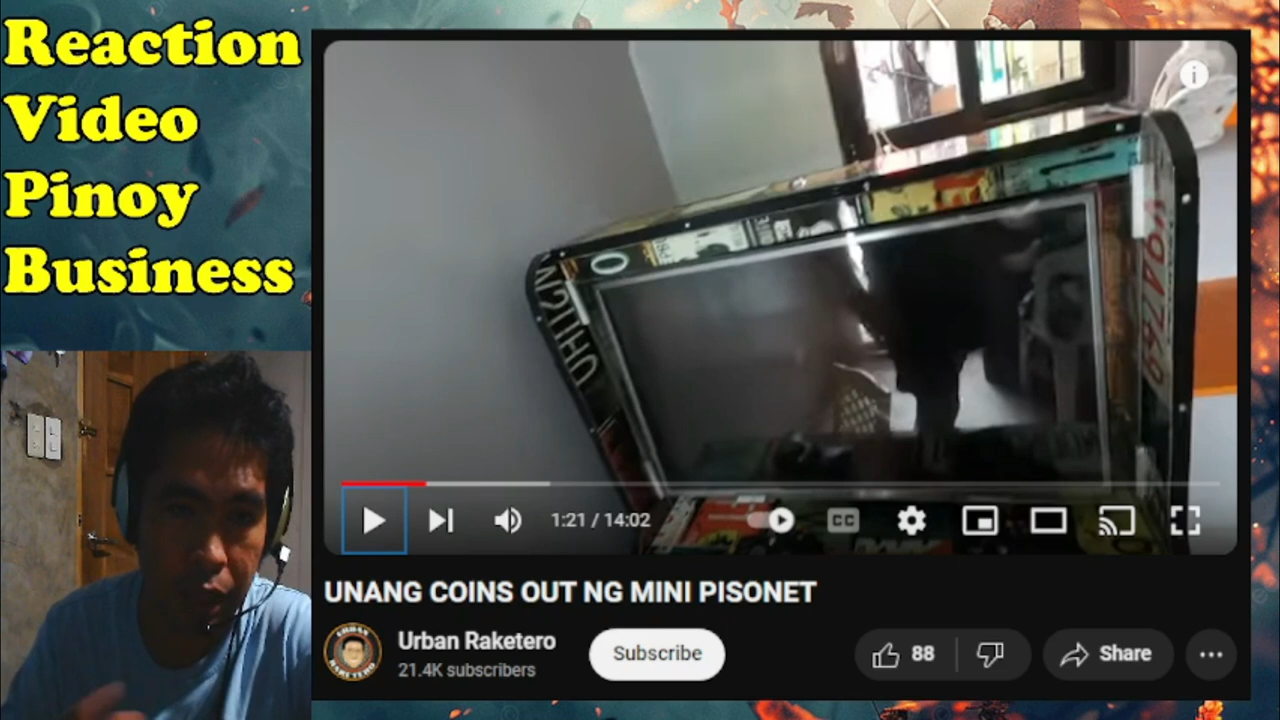 Reaction
Video
Pinoy
Business
1:21 / 14:02
CC
UNANG COINS OUT NG MINI PISONET
Urban Raketero
21.4K subscribers
Subscribe
88
Share